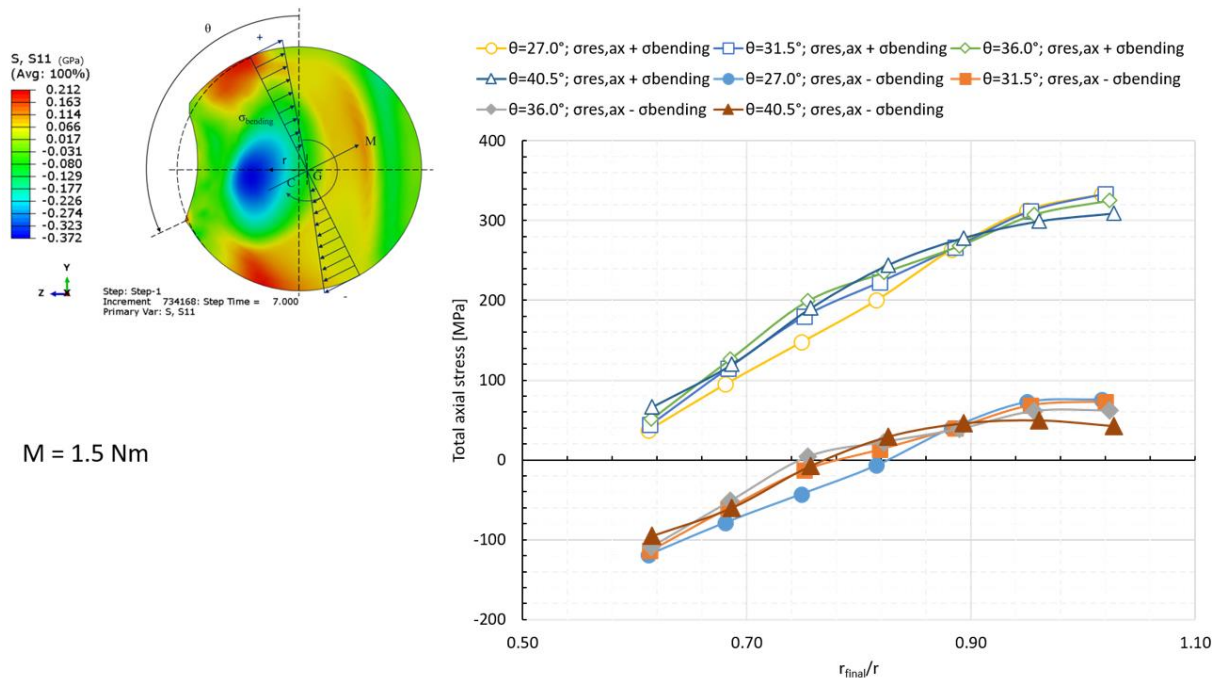 S, S11 (GPa)
(Avg: 100%)
0.212
0.163
0.114
0.066
0.017
-0.031
-0.080
-0.129
-0.177
-0.226
-0.274
-0.323
-0.372
θ
+
σbending
M
r
C
G
-
Y
Z
X
Step: Step-1
Increment 734168: Step Time = 7.000
Primary Var: S, S11
M = 1.5 Nm
θ=27.0°; σres,ax + σbending
θ=31.5°; σres,ax + σbending
θ=36.0°; σres,ax + σbending
θ=40.5°; σres,ax + σbending
θ=27.0°; σres,ax - σbending
θ=31.5°; σres,ax - σbending
θ=36.0°; σres,ax - σbending
θ=40.5°; σres,ax - σbending
Total axial stress [MPa]
400
300
200
100
0
-100
-200
0.50
0.70
0.90
1.10
rfinal/r